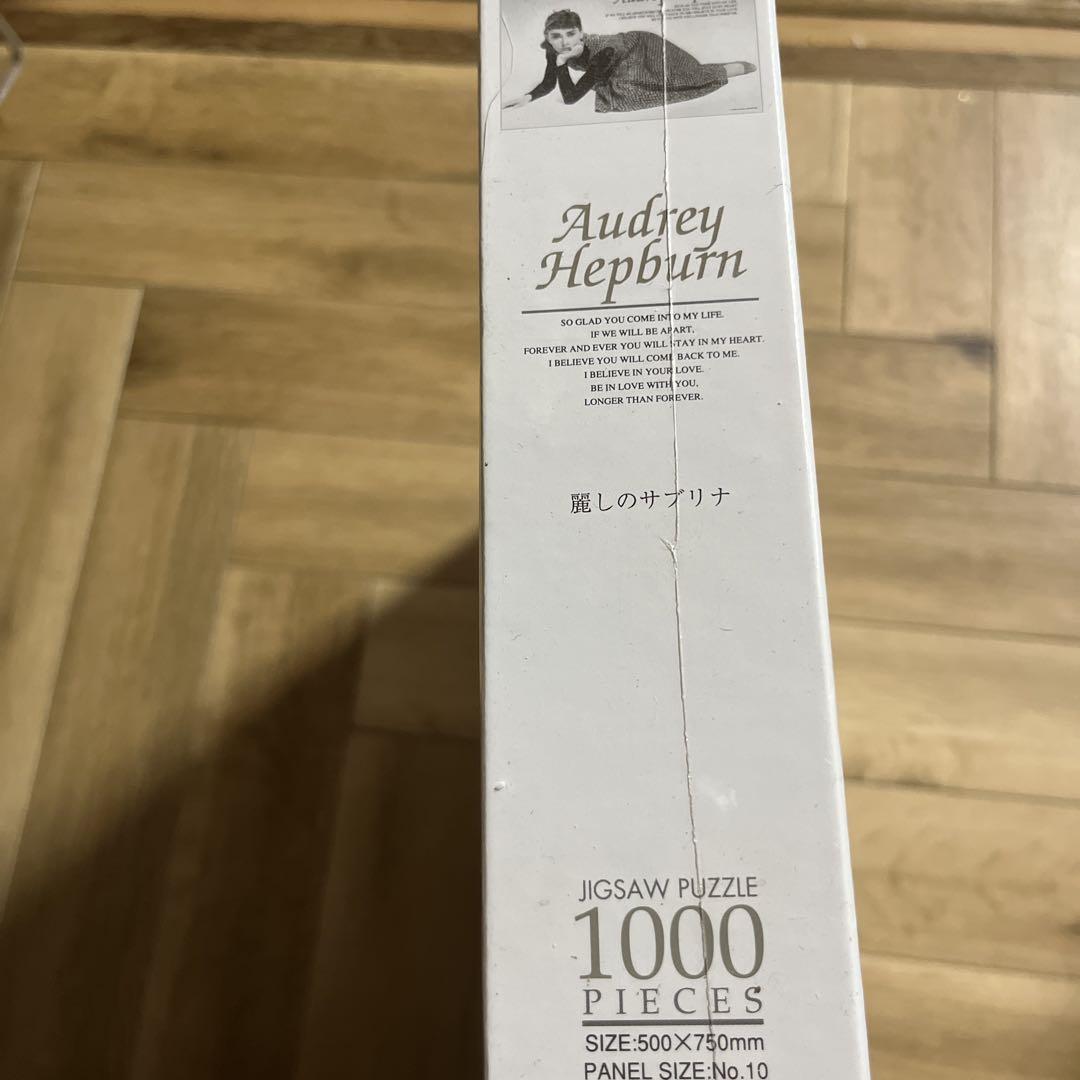 Audrey
Hepburn
SO GLAD YOU COME INTO MY LIFE.
IF WE WILL BE APART,
FOREVER AND EVER YOU WILL STAY IN MY HEART.
I BELIEVE YOU WILL COME BACK TO ME.
I BELIEVE IN YOUR LOVE.
BE IN LOVE WITH YOU,
LONGER THAN FOREVER.
麗しのサブリナ
JIGSAW PUZZLE
1000
PIECES
SIZE:500×750mm
PANEL SIZE:No.10